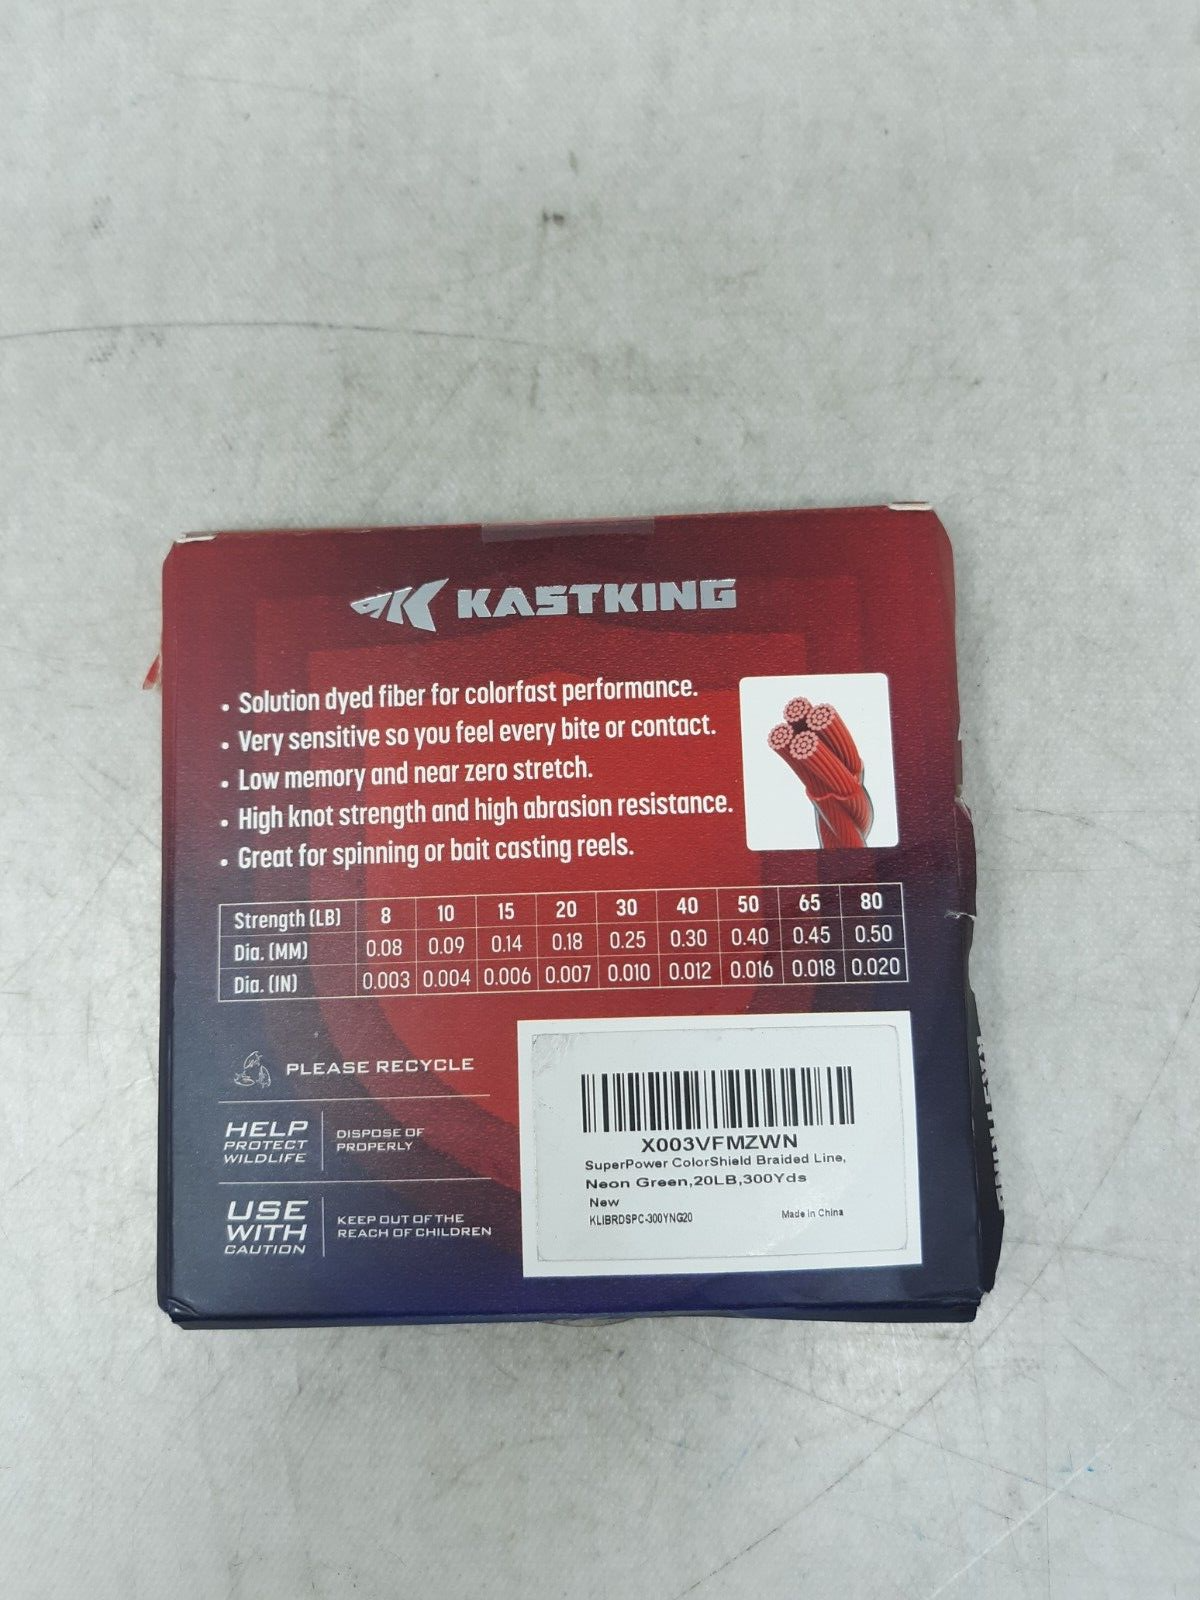 KASTKING
• Solution dyed fiber for colorfast performance.
• Very sensitive so you feel every bite or contact.
• Low memory and near zero stretch.
• High knot strength and high abrasion resistance.
• Great for spinning or bait casting reels.
Strength (LB) 8 10 15 20 30 40 50 65 80
Dia. (MM) 0.08 0.09 0.14 0.18 0.25 0.30 0.40 0.45 0.50
Dia. (IN) 0.003 0.004 0.006 0.007 0.010 0.012 0.016 0.018 0.020
PLEASE RECYCLE
HELP
PROTECT
WILDLIFE
DISPOSE OF
PROPERLY
USE
WITH
CAUTION
KEEP OUT OF THE
REACH OF CHILDREN
X003VFMZWN
SuperPower ColorShield Braided Line,
Neon Green,20LB,300Yds
New
KLIBRDSPC-300YNG20 Made in China
KASTKING